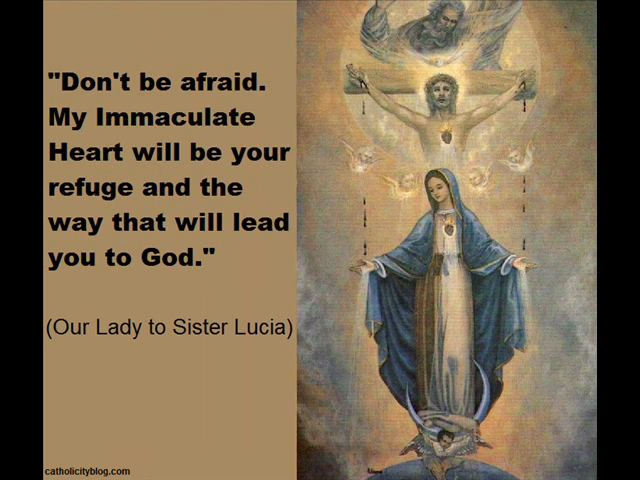 "Don't be afraid.
My Immaculate
Heart will be your
refuge and the
way that will lead
you to God."
(Our Lady to Sister Lucia)
catholicityblog.com